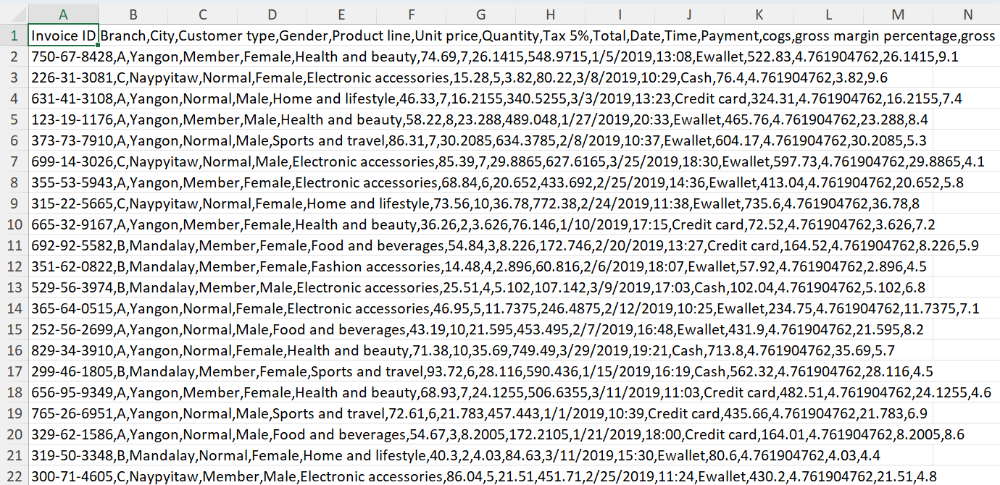 A B C D E F G H I J K L M N
1 Invoice ID,Branch,City,Customer type,Gender,Product line,Unit price,Quantity,Tax 5%,Total,Date,Time,Payment,cogs,gross margin percentage,gross
2 750-67-8428,A,Yangon,Member,Female,Health and beauty,74.69,7,26.1415,548.9715,1/5/2019,13:08,Ewallet,522.83,4.761904762,26.1415,9.1
3 226-31-3081,C,Naypyitaw,Normal,Female,Electronic accessories,15.28,5,3.82,80.22,3/8/2019,10:29,Cash,76.4,4.761904762,3.82,9.6
4 631-41-3108,A,Yangon,Normal,Male,Home and lifestyle,46.33,7,16.2155,340.5255,3/3/2019,13:23,Credit card,324.31,4.761904762,16.2155,7.4
5 123-19-1176,A,Yangon,Member,Male,Health and beauty,58.22,8,23.288,489.048,1/27/2019,20:33,Ewallet,465.76,4.761904762,23.288,8.4
6 373-73-7910,A,Yangon,Normal,Male,Sports and travel,86.31,7,30.2085,634.3785,2/8/2019,10:37,Ewallet,604.17,4.761904762,30.2085,5.3
7 699-14-3026,C,Naypyitaw,Normal,Male,Electronic accessories,85.39,7,29.8865,627.6165,3/25/2019,18:30,Ewallet,597.73,4.761904762,29.8865,4.1
8 355-53-5943,A,Yangon,Member,Female,Electronic accessories,68.84,6,20.652,433.692,2/25/2019,14:36,Ewallet,413.04,4.761904762,20.652,5.8
9 315-22-5665,C,Naypyitaw,Normal,Female,Home and lifestyle,73.56,10,36.78,772.38,2/24/2019,11:38,Ewallet,735.6,4.761904762,36.78,8
10 665-32-9167,A,Yangon,Member,Female,Health and beauty,36.26,2,3.626,76.146,1/10/2019,17:15,Credit card,72.52,4.761904762,3.626,7.2
11 692-92-5582,B,Mandalay,Member,Female,Food and beverages,54.84,3,8.226,172.746,2/20/2019,13:27,Credit card,164.52,4.761904762,8.226,5.9
12 351-62-0822,B,Mandalay,Member,Female,Fashion accessories,14.48,4,2.896,60.816,2/6/2019,18:07,Ewallet,57.92,4.761904762,2.896,4.5
13 529-56-3974,B,Mandalay,Member,Male,Electronic accessories,25.51,4,5.102,107.142,3/9/2019,17:03,Cash,102.04,4.761904762,5.102,6.8
14 365-64-0515,A,Yangon,Normal,Female,Electronic accessories,46.95,5,11.7375,246.4875,2/12/2019,10:25,Ewallet,234.75,4.761904762,11.7375,7.1
15 252-56-2699,A,Yangon,Normal,Male,Food and beverages,43.19,10,21.595,453.495,2/7/2019,16:48,Ewallet,431.9,4.761904762,21.595,8.2
16 829-34-3910,A,Yangon,Normal,Female,Health and beauty,71.38,10,35.69,749.49,3/29/2019,19:21,Cash,713.8,4.761904762,35.69,5.7
17 299-46-1805,B,Mandalay,Member,Female,Sports and travel,93.72,6,28.116,590.436,1/15/2019,16:19,Cash,562.32,4.761904762,28.116,4.5
18 656-95-9349,A,Yangon,Member,Female,Health and beauty,68.93,7,24.1255,506.6355,3/11/2019,11:03,Credit card,482.51,4.761904762,24.1255,4.6
19 765-26-6951,A,Yangon,Normal,Male,Sports and travel,72.61,6,21.783,457.443,1/1/2019,10:39,Credit card,435.66,4.761904762,21.783,6.9
20 329-62-1586,A,Yangon,Normal,Male,Food and beverages,54.67,3,8.2005,172.2105,1/21/2019,18:00,Credit card,164.01,4.761904762,8.2005,8.6
21 319-50-3348,B,Mandalay,Normal,Female,Home and lifestyle,40.3,2,4.03,84.63,3/11/2019,15:30,Ewallet,80.6,4.761904762,4.03,4.4
22 300-71-4605,C,Naypyitaw,Member,Male,Electronic accessories,86.04,5,21.51,451.71,2/25/2019,11:24,Ewallet,430.2,4.761904762,21.51,4.8